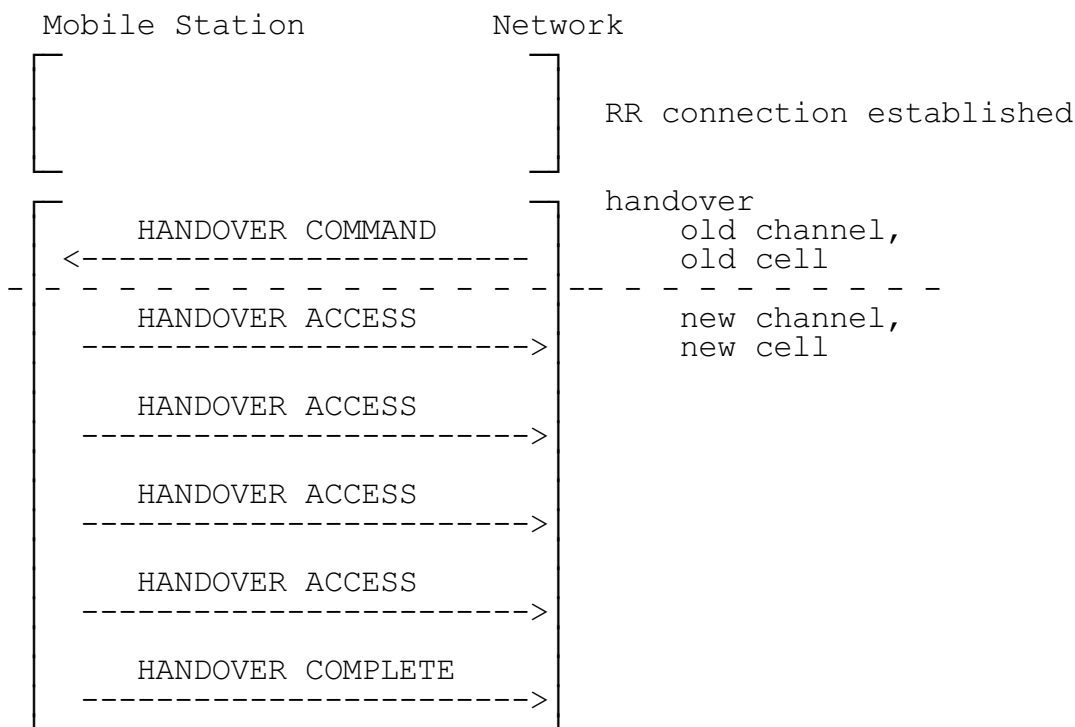 Mobile Station Network
RR connection established
handover
HANDOVER COMMAND old channel,
old cell
HANDOVER ACCESS new channel,
new cell
HANDOVER ACCESS
HANDOVER ACCESS
HANDOVER ACCESS
HANDOVER COMPLETE